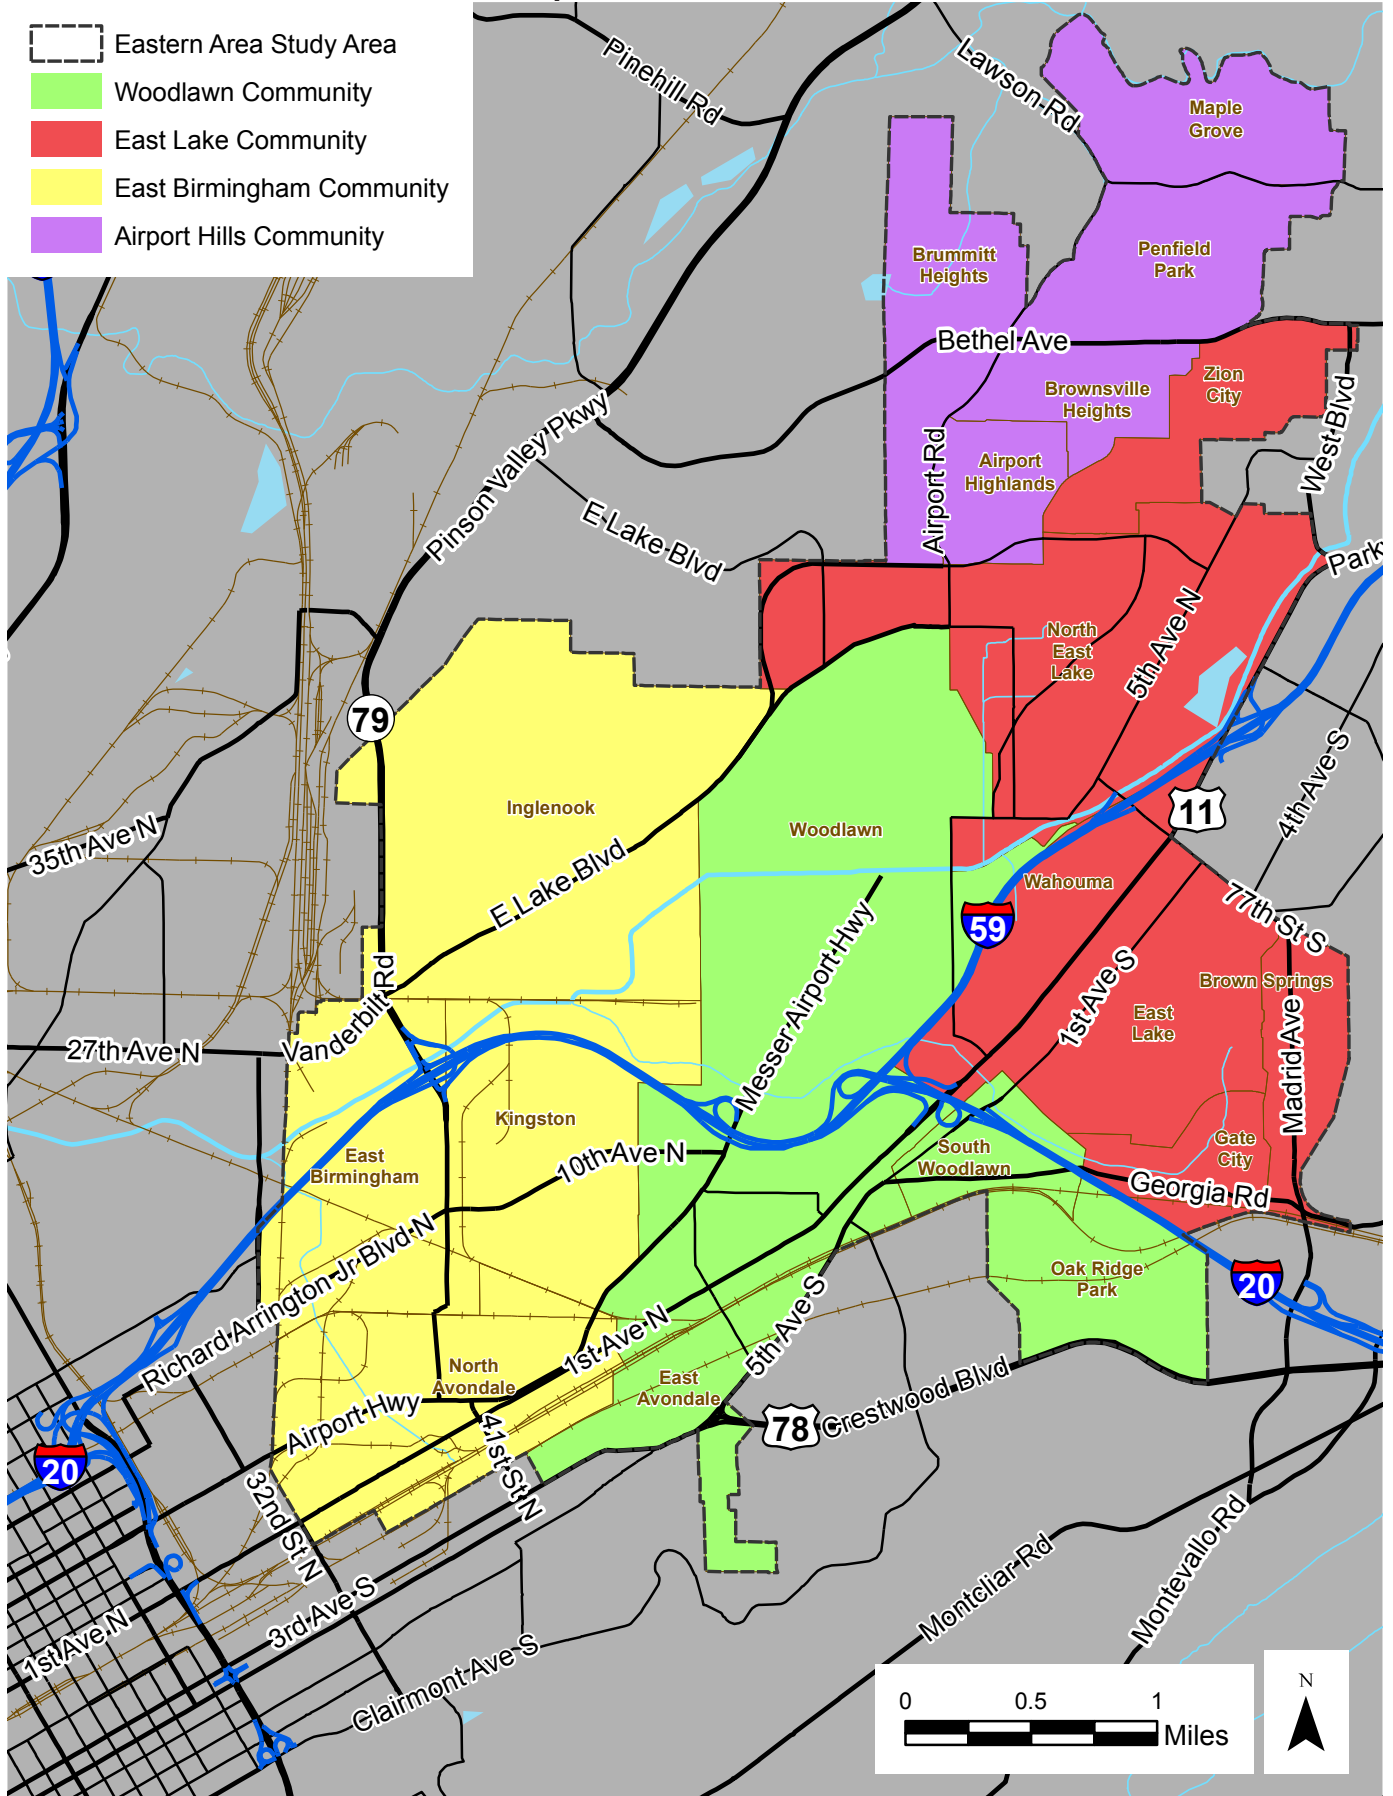 Eastern Area Study Area
Woodlawn Community
East Lake Community
East Birmingham Community
Airport Hills Community
Pinehill Rd
Lawson Rd
Maple
Grove
Brummitt
Heights
Penfield
Park
Bethel Ave
Brownsville
Heights
Zion
City
West Blvd
Airport
Highlands
Airport Rd
Pinson Valley Pkwy
E Lake Blvd
Park
North
East
Lake
5th Ave N
79
4th Ave S
Inglenook
11
Woodlawn
35th Ave N
E Lake Blvd
Wahouma
77th St S
59
Messer Airport Hwy
1st Ave S
Brown Springs
East
Lake
Vanderbilt Rd
27th Ave N
Madrid Ave
Kingston
10th Ave N
East
Birmingham
South
Woodlawn
Gate
City
Georgia Rd
Richard Arrington Jr Blvd N
Oak Ridge
Park
20
1st Ave N
5th Ave S
North
Avondale
East
Avondale
Crestwood Blvd
78
Airport Hwy
41st St N
20
32nd St N
3rd Ave S
1st Ave N
Clairmont Ave S
Montcliar Rd
Montevallo Rd
0 0.5 1
Miles
N